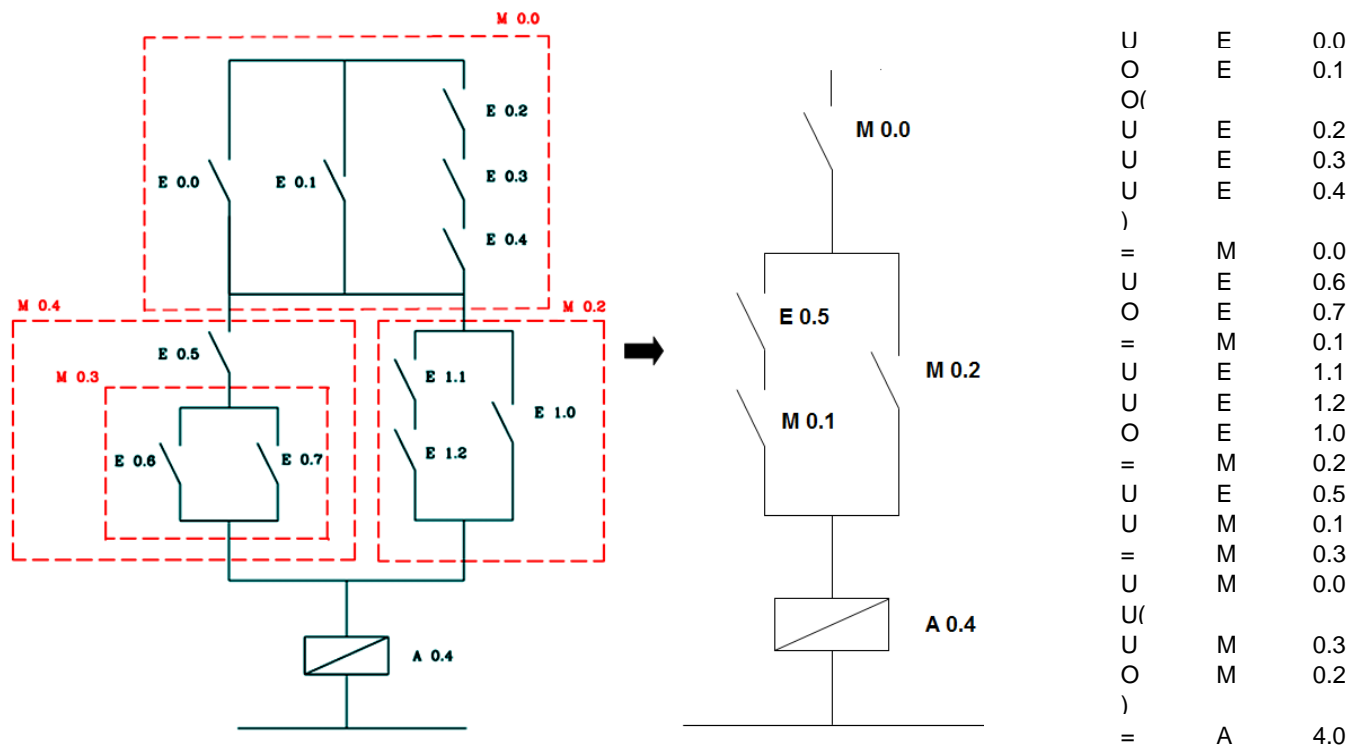 M 0.0
E 0.2
E 0.0
E 0.1
E 0.3
E 0.4
M 0.4
M 0.2
E 0.5
M 0.3
E 1.1
E 1.0
E 0.6
E 0.7
E 1.2
A 0.4
M 0.0
E 0.5
M 0.2
M 0.1
A 0.4
U E 0.0
O E 0.1
O(
U E 0.2
U E 0.3
U E 0.4
)
= M 0.0
U E 0.6
O E 0.7
= M 0.1
U E 1.1
U E 1.2
O E 1.0
= M 0.2
U E 0.5
U M 0.1
= M 0.3
U M 0.0
U(
U M 0.3
O M 0.2
)
= A 4.0